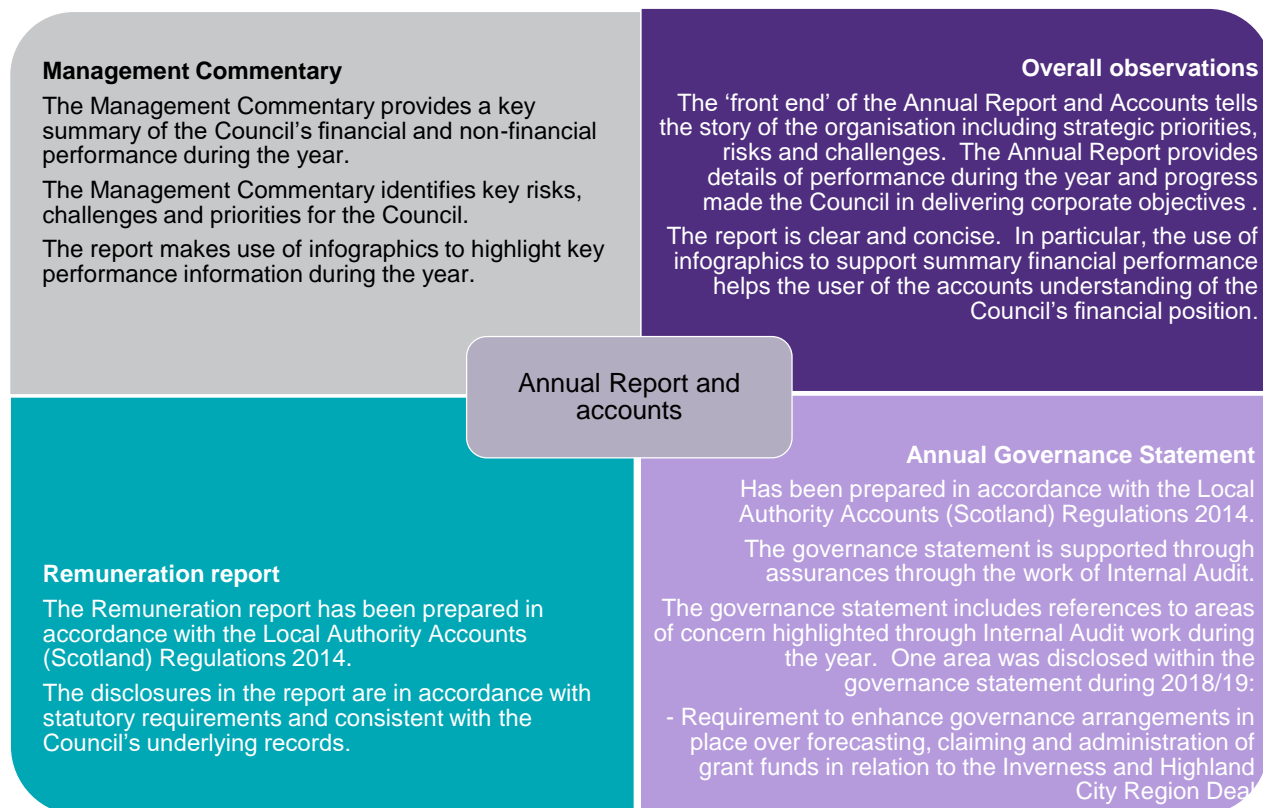 Management Commentary
The Management Commentary provides a key
summary of the Council's financial and non-financial
performance during the year.
The Management Commentary identifies key risks,
challenges and priorities for the Council.
The report makes use of infographics to highlight key
performance information during the year.
Overall observations
The 'front end' of the Annual Report and Accounts tells
the story of the organisation including strategic priorities,
risks and challenges.  The Annual Report provides
details of performance during the year and progress
made the Council in delivering corporate objectives .
The report is clear and concise.  In particular, the use of
infographics to support summary financial performance
helps the user of the accounts understanding of the
Council's financial position.
Annual Report and
accounts
Remuneration report
The Remuneration report has been prepared in
accordance with the Local Authority Accounts
(Scotland) Regulations 2014.
The disclosures in the report are in accordance with
statutory requirements and consistent with the
Council's underlying records.
Annual Governance Statement
Has been prepared in accordance with the Local
Authority Accounts (Scotland) Regulations 2014.
The governance statement is supported through
assurances through the work of Internal Audit.
The governance statement includes references to areas
of concern highlighted through Internal Audit work during
the year.  One area was disclosed within the
governance statement during 2018/19:
- Requirement to enhance governance arrangements in
place over forecasting, claiming and administration of
grant funds in relation to the Inverness and Highland
City Region Deal